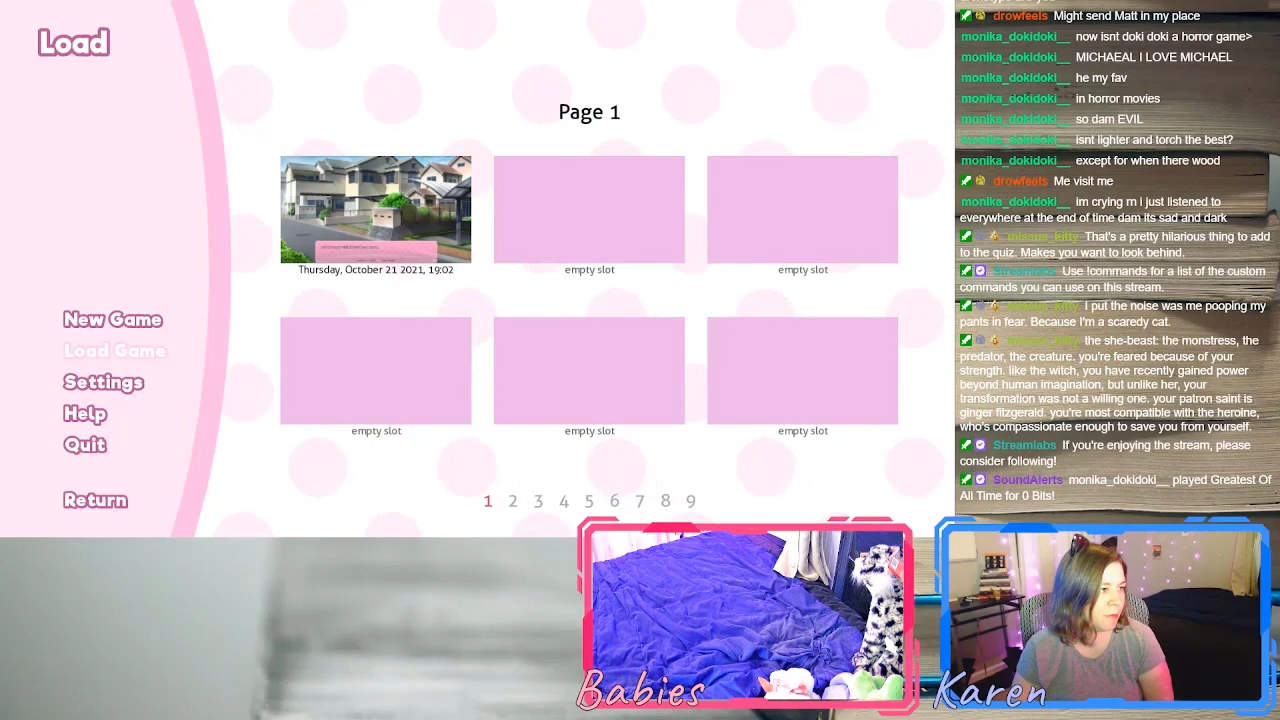 Load
Page 1
Thursday, October 21 2021, 19:02
empty slot
empty slot
empty slot
empty slot
empty slot
New Game
Load Game
Settings
Help
Quit
Return
1 2 3 4 5 6 7 8 9
drowfeels Might send Matt in my place
monika_dokidoki__ now isnt doki doki a horror game>
monika_dokidoki__ MICHAEAL I LOVE MICHAEL
monika_dokidoki__ he my fav
monika_dokidoki__ in horror movies
monika_dokidoki__ so dam EVIL
monika_dokidoki__ isnt lighter and torch the best?
monika_dokidoki__ except for when there wood
drowfeels Me visit me
monika_dokidoki__ im crying rn i just listened to
everywhere at the end of time dam its sad and dark
missus_kitty That's a pretty hilarious thing to add
to the quiz. Makes you want to look behind.
Streamlabs Use !commands for a list of the custom
commands you can use on this stream.
missus_kitty I put the noise was me pooping my
pants in fear. Because I'm a scaredy cat.
missus_kitty the she-beast: the monstress, the
predator, the creature. you're feared because of your
strength. like the witch, you have recently gained power
beyond human imagination, but unlike her, your
transformation was not a willing one. your patron saint is
ginger fitzgerald. you're most compatible with the heroine,
who's compassionate enough to save you from yourself.
Streamlabs If you're enjoying the stream, please
consider following!
SoundAlerts monika_dokidoki__ played Greatest Of
All Time for 0 Bits!
Babies
Karen